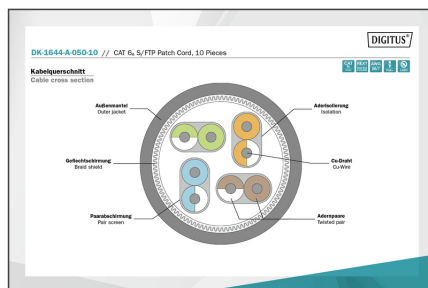 DIGITUS®
DK-1644-A-050-10 // CAT 6A S/FTP Patch Cord, 10 Pieces
Kabelquerschnitt
Cable cross section
Außenmantel
Outer jacket
Aderisolierung
Isolation
Geflechtschirmung
Braid shield
Cu-Draht
Cu-Wire
Paarabschirmung
Pair screen
Adernpaare
Twisted pair